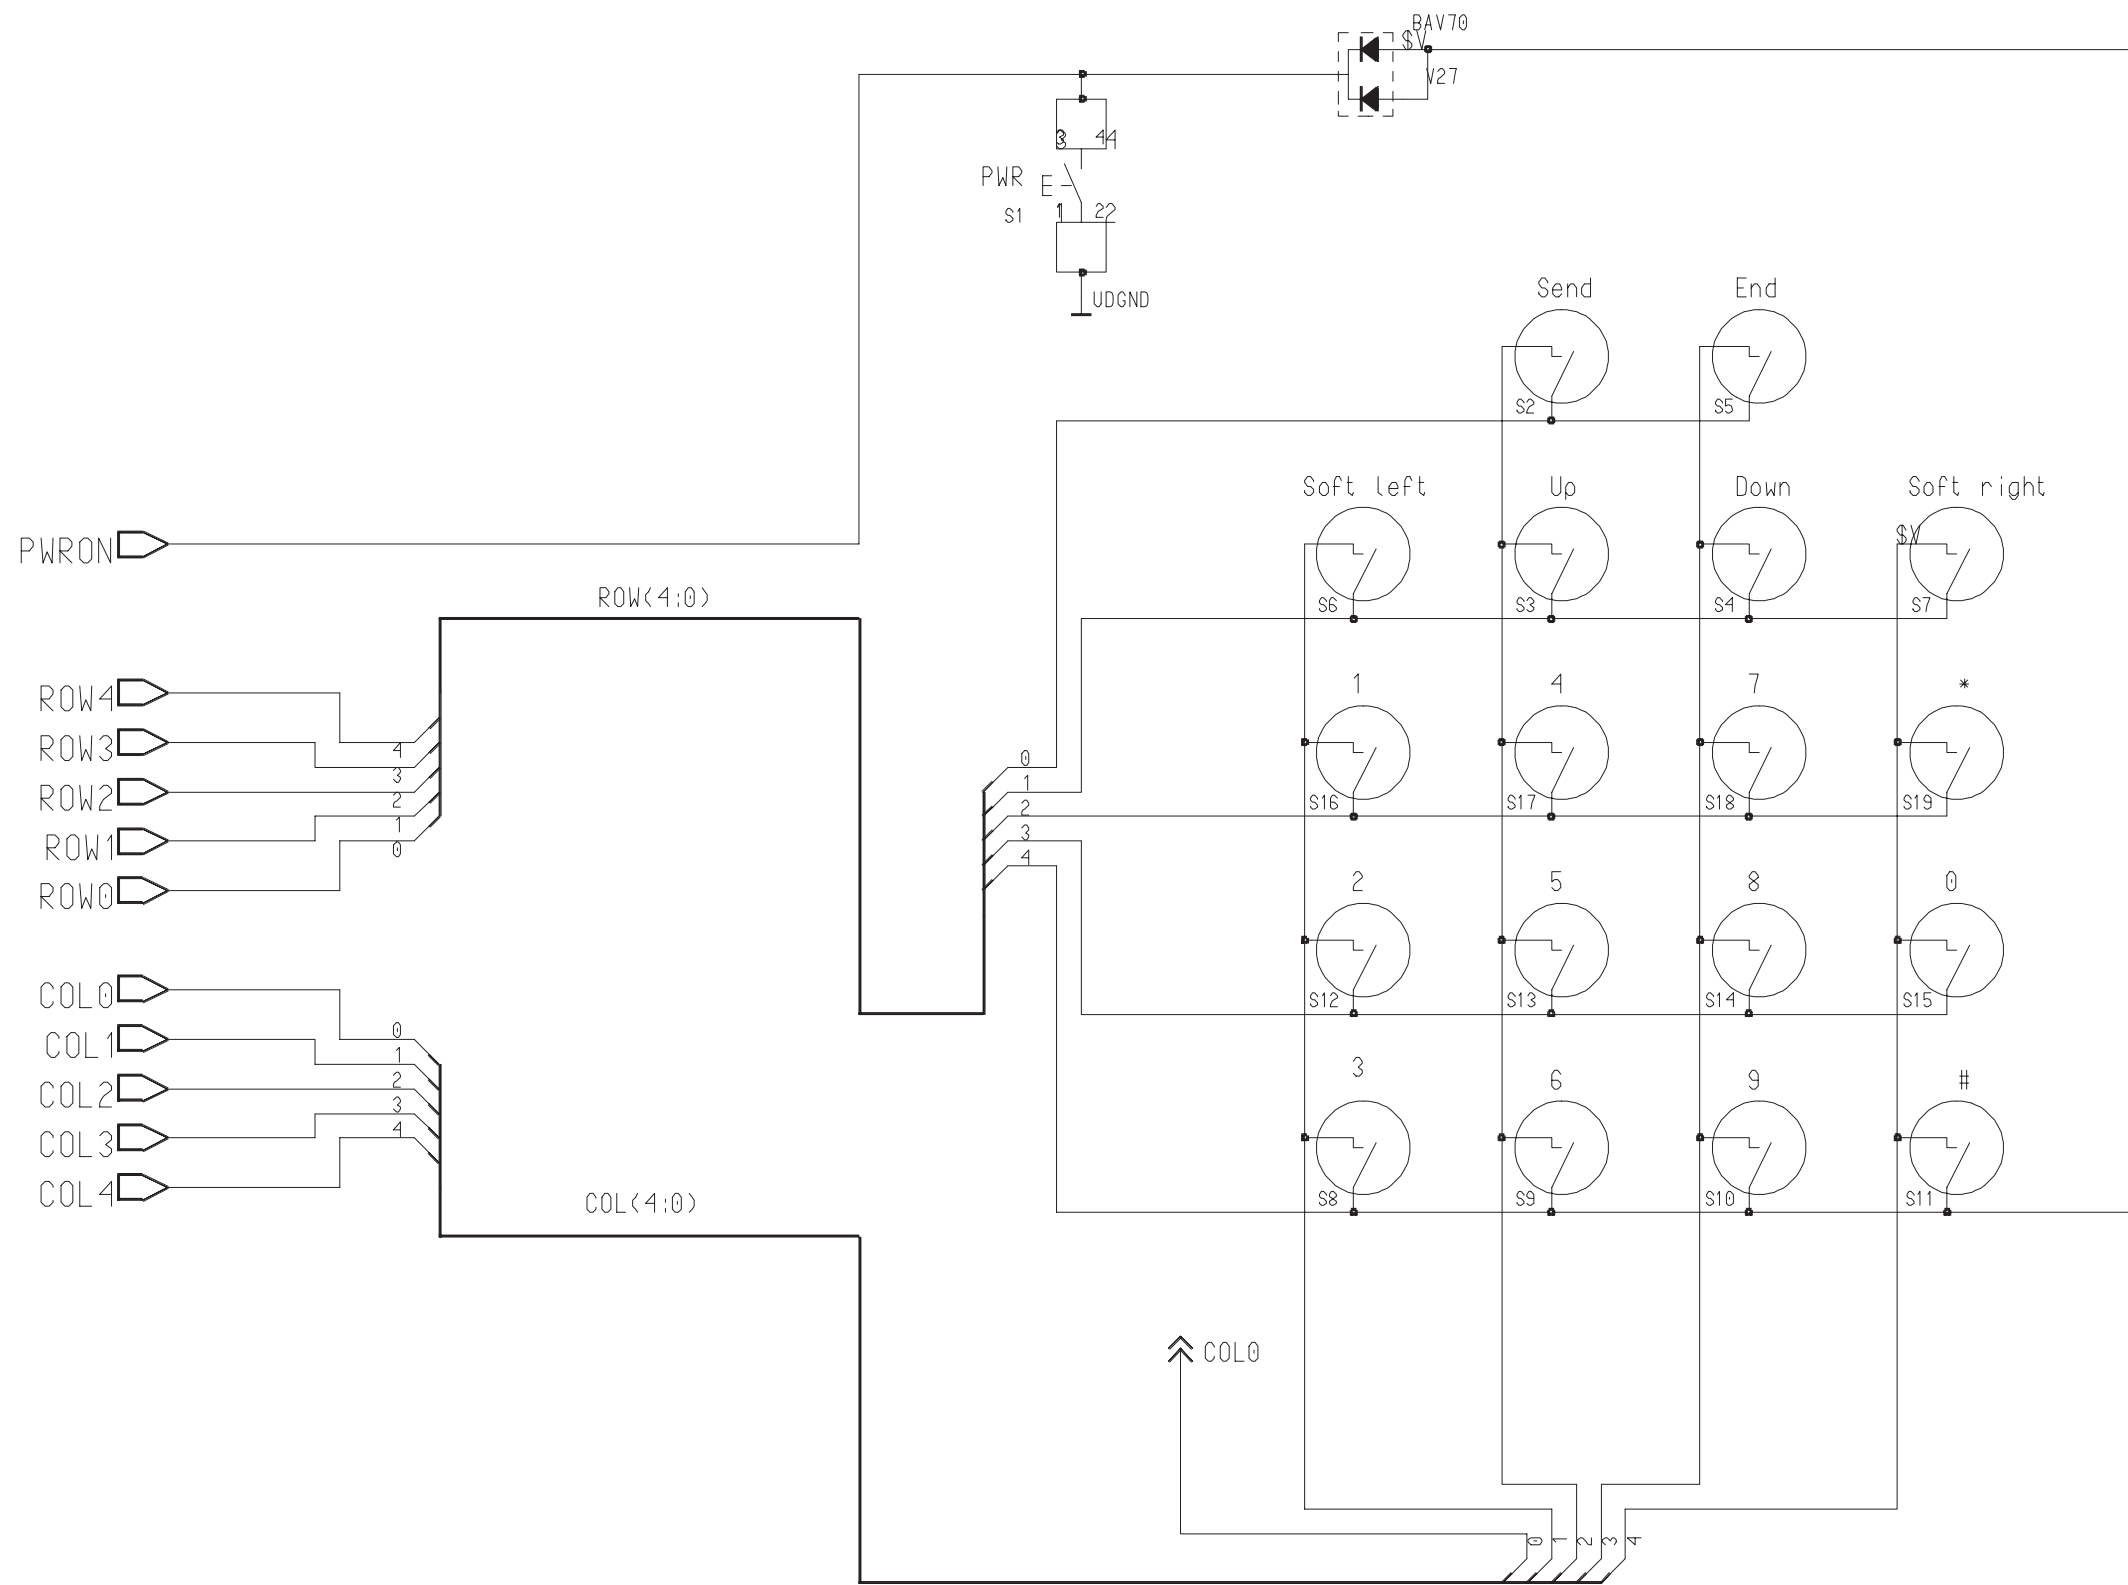 BAV70
$V
V27
3 4 4
PWR E
S1 1 22
UDGND
Send End
S2 S5
Soft left Up Down Soft right
$V
PWRON
S6 S3 S4 S7
ROW(4:0)
1 4 7 *
ROW4
ROW3 4
3
ROW2 2
ROW1 1
0
ROW0
0
1
2
3
4
S16 S17 S18 S19
2 5 8 0
COL0
COL1 0
1
COL2 2
COL3 3
4
COL4
S12 S13 S14 S15
3 6 9 #
COL(4:0)
S8 S9 S10 S11
COL0
0 1 2 3 4